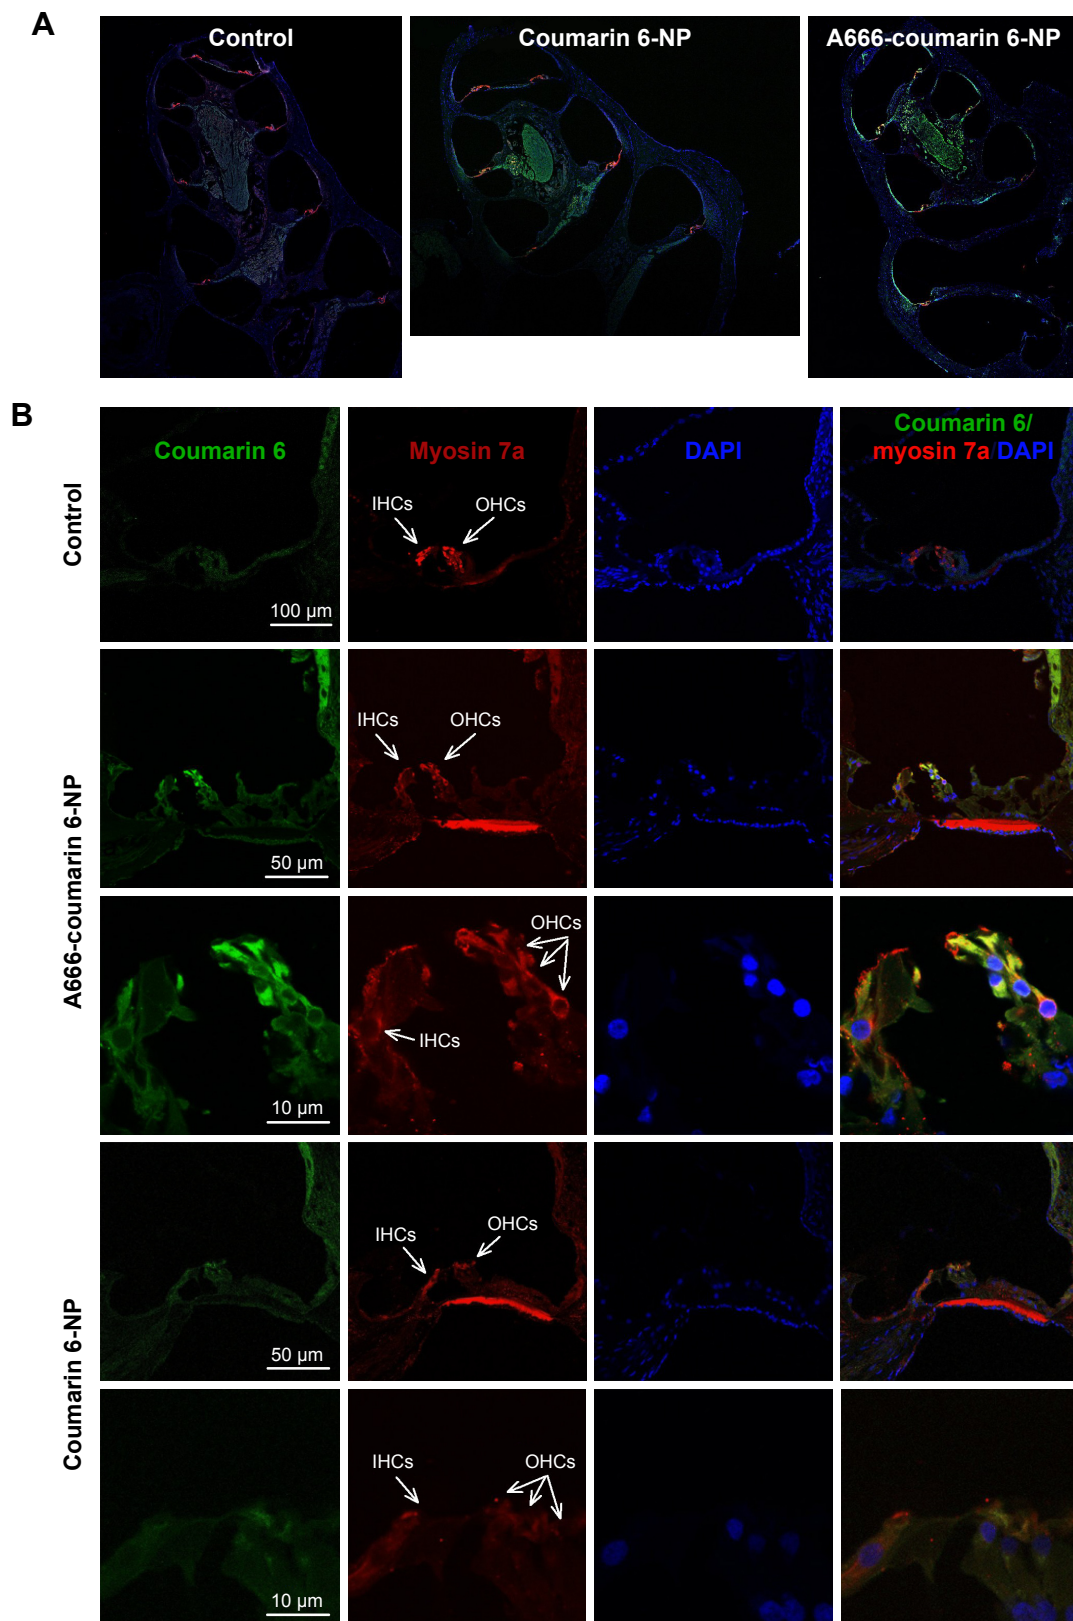 A
Control
Coumarin 6-NP
A666-coumarin 6-NP
B
Coumarin 6
Myosin 7a
DAPI
Coumarin 6/
myosin 7a/DAPI
Control
IHCs
OHCs
100 µm
A666-coumarin 6-NP
IHCs
OHCs
50 µm
OHCs
IHCs
10 µm
Coumarin 6-NP
IHCs
OHCs
50 µm
IHCs
OHCs
10 µm